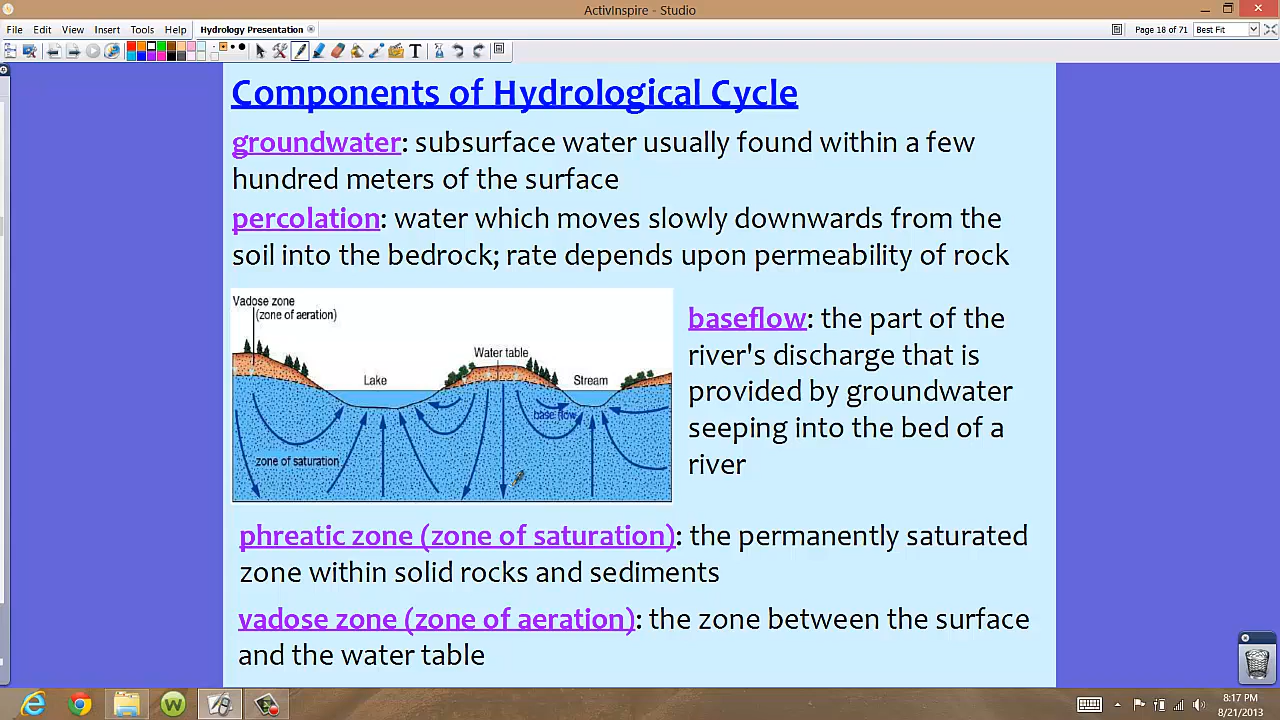 ActivInspire - Studio
File Edit View Insert Tools Help Hydrology Presentation Page 18 of 71 Best Fit
Components of Hydrological Cycle
groundwater: subsurface water usually found within a few
hundred meters of the surface
percolation: water which moves slowly downwards from the
soil into the bedrock; rate depends upon permeability of rock
Vadose zone
(zone of aeration)
Water table
Lake
Stream
base flow
zone of saturation
baseflow: the part of the
river's discharge that is
provided by groundwater
seeping into the bed of a
river
phreatic zone (zone of saturation): the permanently saturated
zone within solid rocks and sediments
vadose zone (zone of aeration): the zone between the surface
and the water table
8:17 PM
8/21/2013